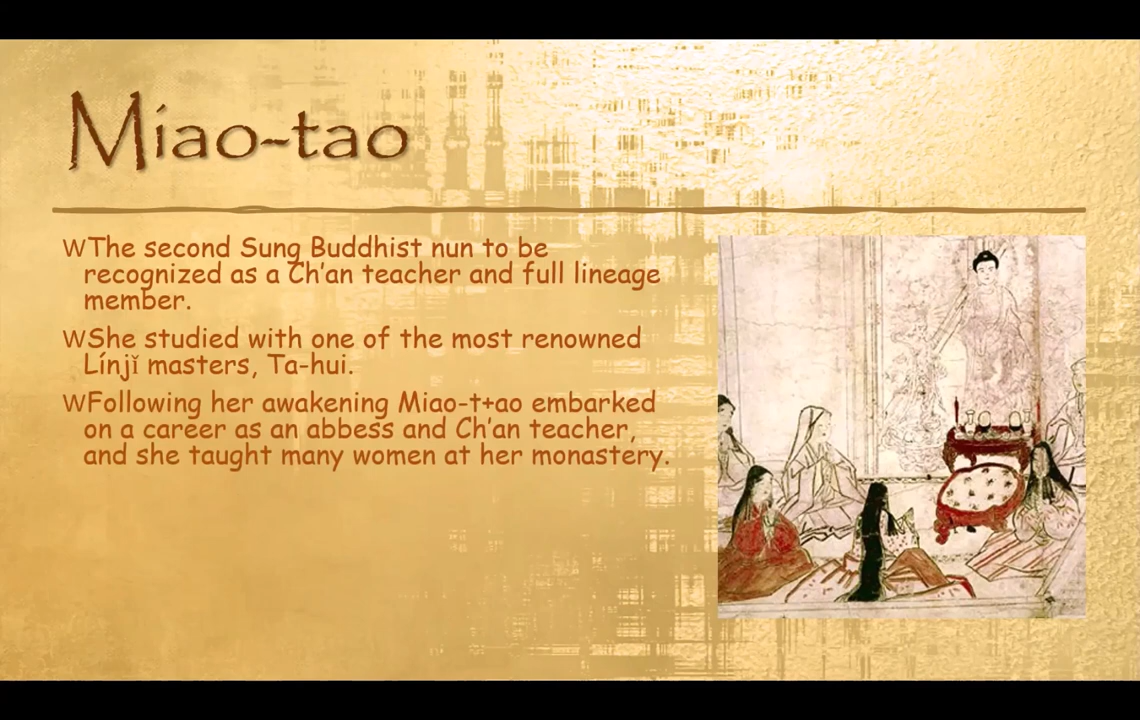 Miao-tao
WThe second Sung Buddhist nun to be
recognized as a Ch’an teacher and full lineage
member.
WShe studied with one of the most renowned
Línjĭ masters, Ta-hui.
WFollowing her awakening Miao-t+ao embarked
on a career as an abbess and Ch’an teacher,
and she taught many women at her monastery.